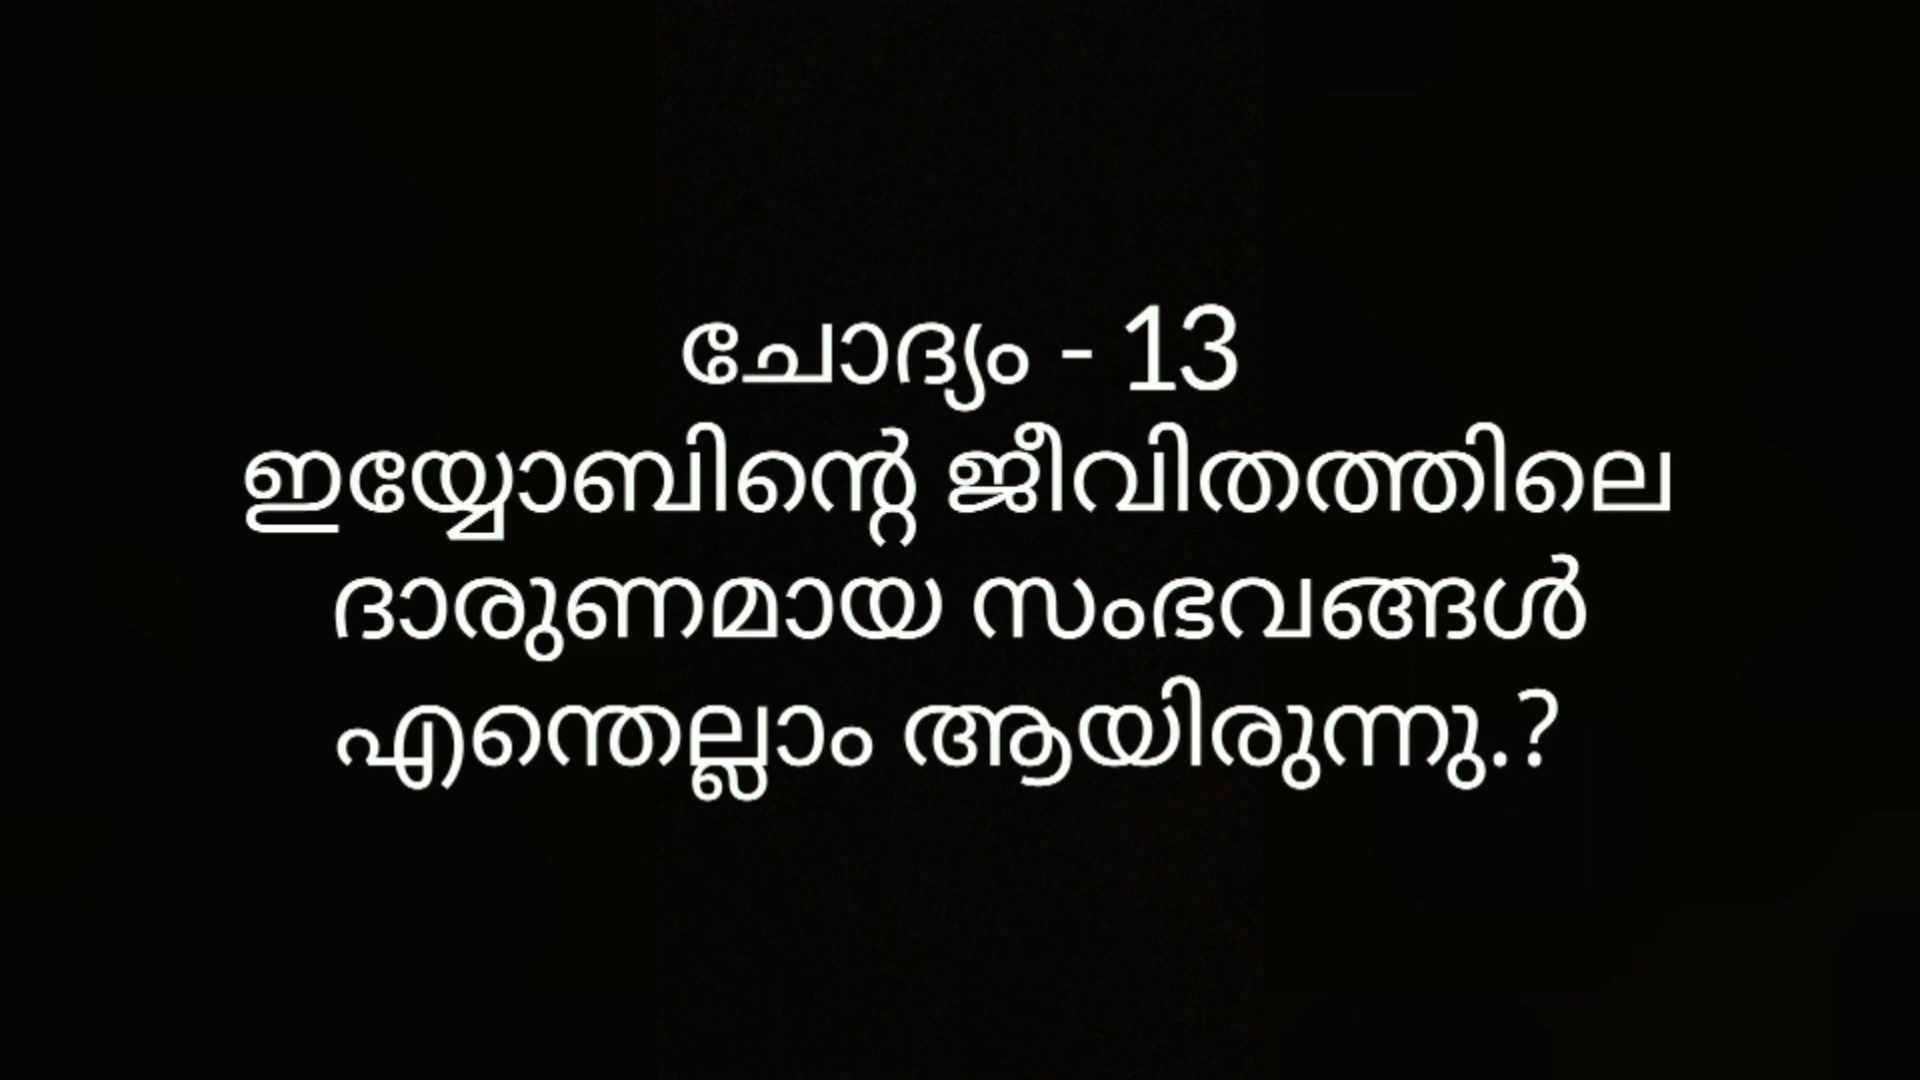 ചോദ്യം - 13
ഇയ്യോബിന്റെ ജീവിതത്തിലെ
ദാരുണമായ സംഭവങ്ങൾ
എന്തെല്ലാം ആയിരുന്നു.?